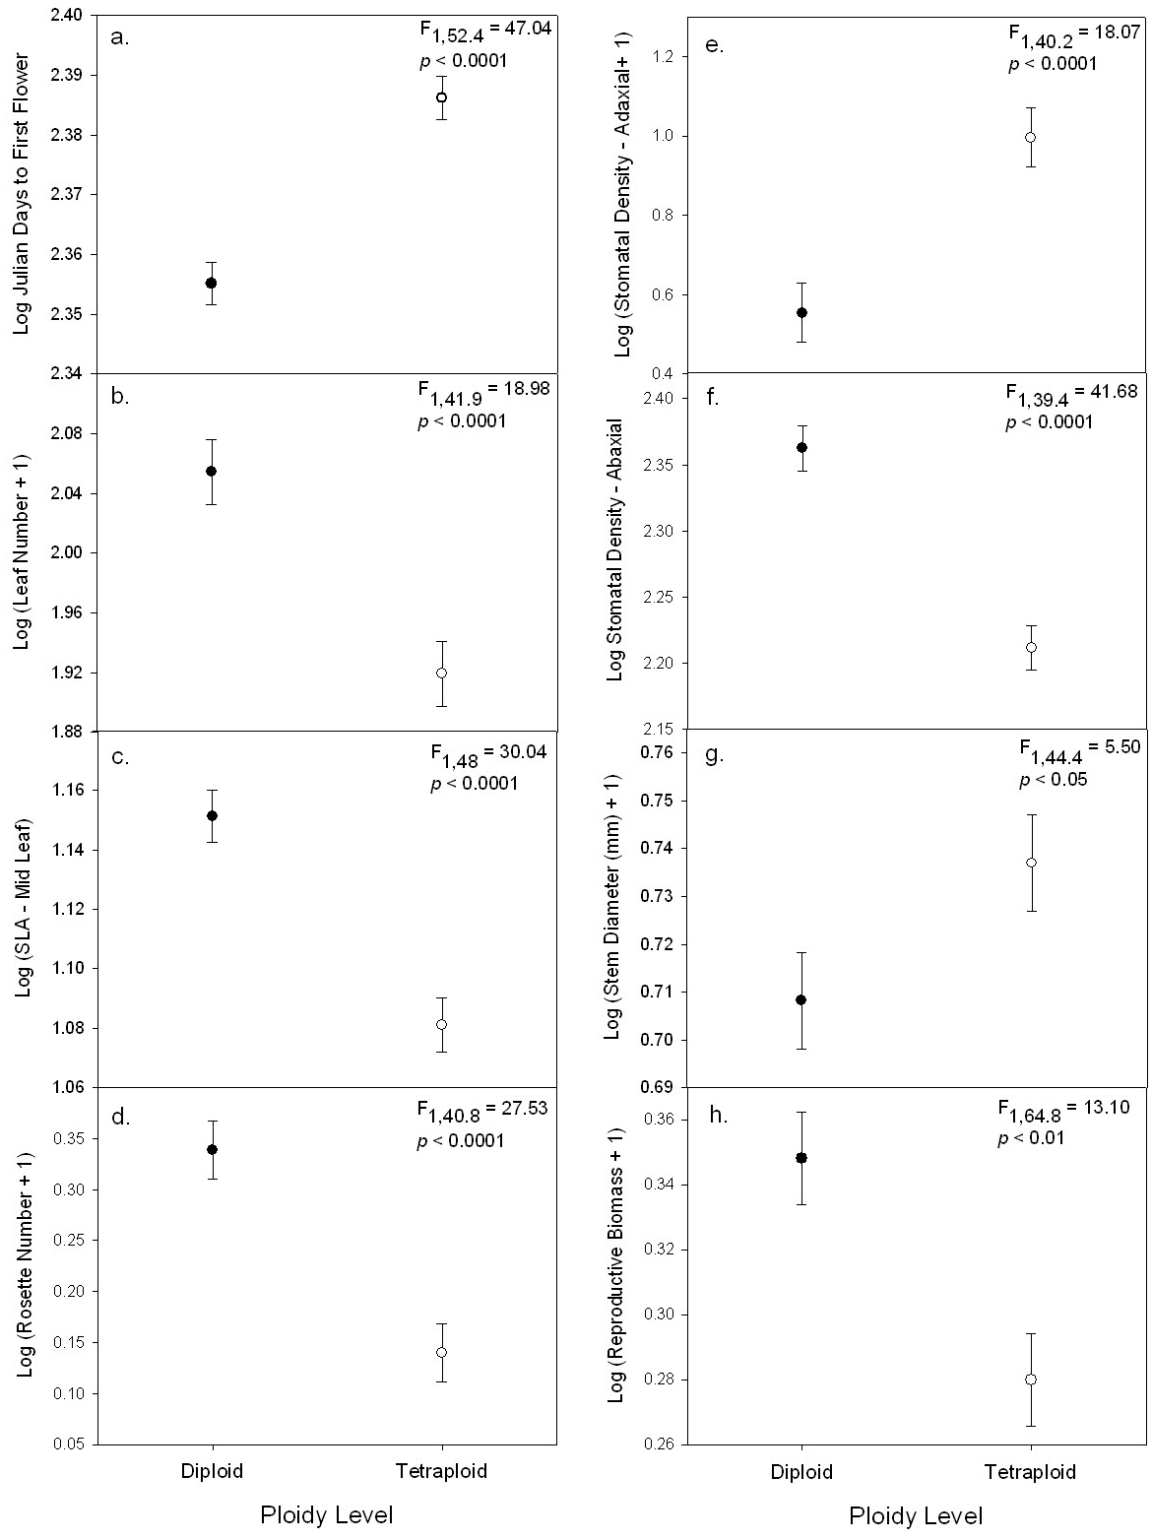 Log Julian Days to First Flower
2.40
2.39
2.38
2.37
2.36
2.35
2.34
a.
F1,52.4 = 47.04
p < 0.0001
Log (Leaf Number + 1)
2.08
2.04
2.00
1.96
1.92
1.88
b.
F1,41.9 = 18.98
p < 0.0001
Log (SLA - Mid Leaf)
1.16
1.14
1.12
1.10
1.08
1.06
c.
F1,48 = 30.04
p < 0.0001
Log (Rosette Number + 1)
0.35
0.30
0.25
0.20
0.15
0.10
0.05
d.
F1,40.8 = 27.53
p < 0.0001
Diploid
Tetraploid
Ploidy Level
Log (Stomatal Density - Adaxial+ 1)
1.2
1.0
0.8
0.6
0.4
e.
F1,40.2 = 18.07
p < 0.0001
Log Stomatal Density - Abaxial
2.40
2.35
2.30
2.25
2.20
2.15
f.
F1,39.4 = 41.68
p < 0.0001
Log (Stem Diameter (mm) + 1)
0.76
0.75
0.74
0.73
0.72
0.71
0.70
0.69
g.
F1,44.4 = 5.50
p < 0.05
Log (Reproductive Biomass + 1)
0.36
0.34
0.32
0.30
0.28
0.26
h.
F1,64.8 = 13.10
p < 0.01
Diploid
Tetraploid
Ploidy Level